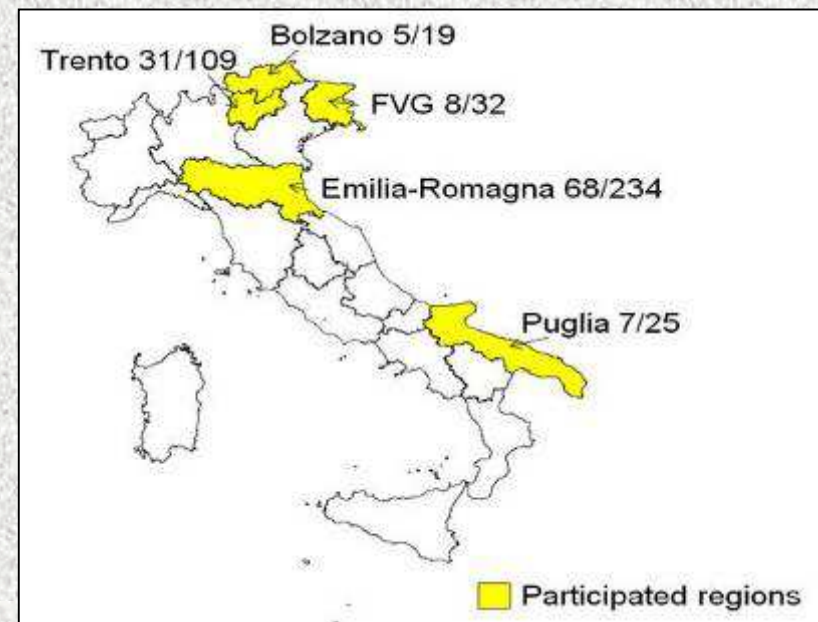 Bolzano 5/19
Trento 31/109
FVG 8/32
Emilia-Romagna 68/234
Puglia 7/25
Participated regions